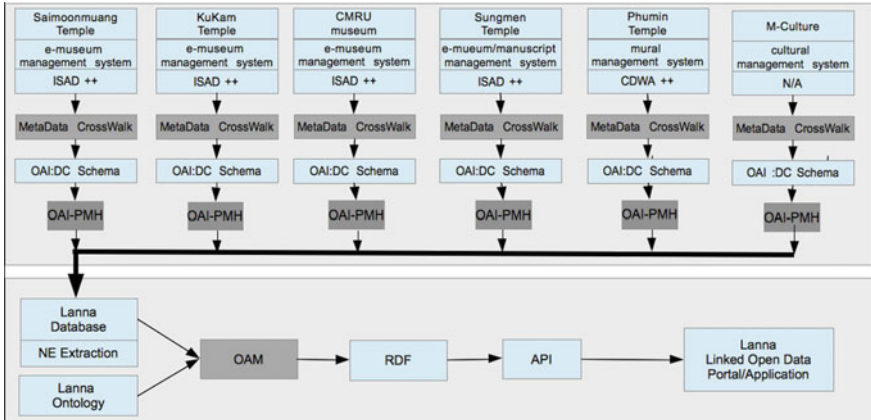 Saimoonmuang
Temple
e-museum
management system
ISAD ++
MetaData CrossWalk
OAI:DC Schema
OAI-PMH
KuKam
Temple
e-museum
management system
ISAD ++
MetaData CrossWalk
OAI:DC Schema
OAI-PMH
CMRU
museum
e-museum
management system
ISAD ++
MetaData CrossWalk
OAI:DC Schema
OAI-PMH
Sungmen
Temple
e-mueum/manuscript
management system
ISAD ++
MetaData CrossWalk
OAI:DC Schema
OAI-PMH
Phumin
Temple
mural
management system
CDWA ++
MetaData CrossWalk
OAI:DC Schema
OAI-PMH
M-Culture
cultural
management system
N/A
MetaData CrossWalk
OAI :DC Schema
OAI-PMH
Lanna
Database
NE Extraction
Lanna
Ontology
OAM
RDF
API
Lanna
Linked Open Data
Portal/Application